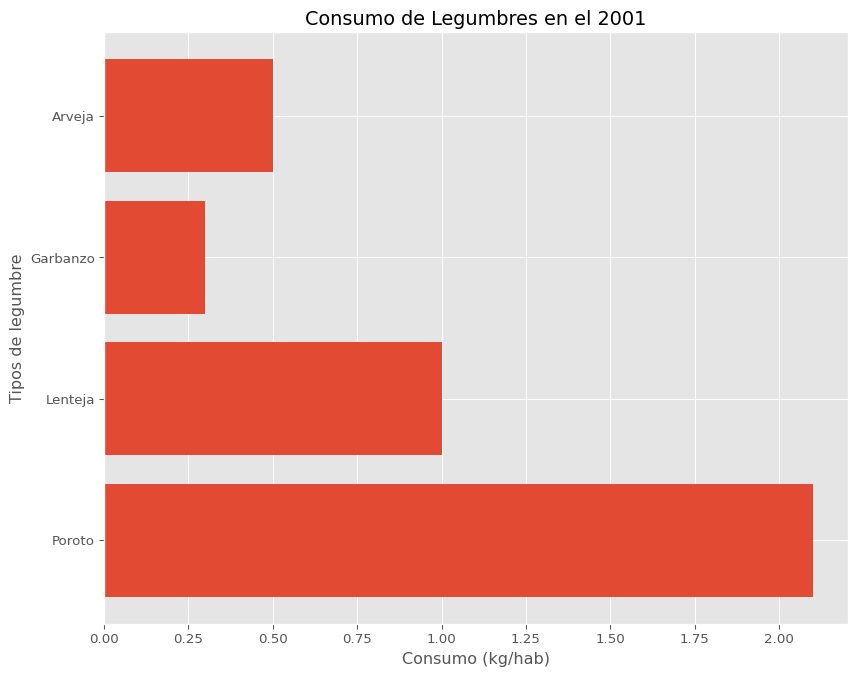 Consumo de Legumbres en el 2001
Tipos de legumbre
Arveja
Garbanzo
Lenteja
Poroto
0.00 0.25 0.50 0.75 1.00 1.25 1.50 1.75 2.00
Consumo (kg/hab)